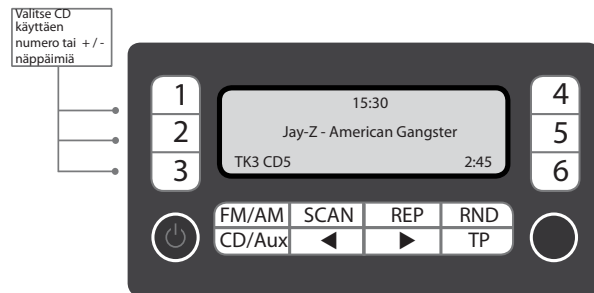 Valitse CD
käyttäen
numero tai + / -
näppäimiä
1
2
3
15:30
Jay-Z - American Gangster
TK3 CD5 2:45
4
5
6
FM/AM SCAN REP RND
CD/Aux ◀ ▶ TP